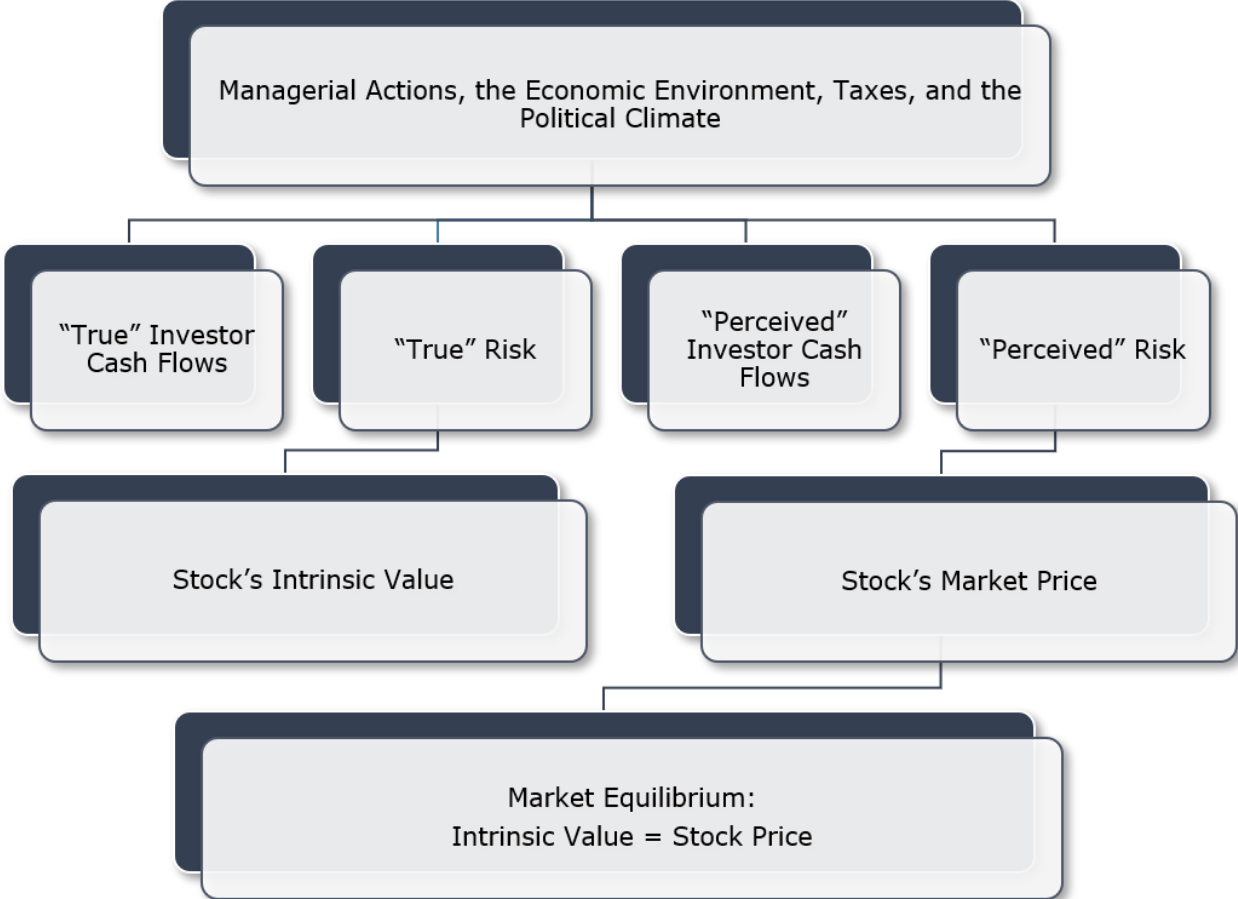 Managerial Actions, the Economic Environment, Taxes, and the
Political Climate
“True” Investor
Cash Flows
“True” Risk
“Perceived”
Investor Cash
Flows
“Perceived” Risk
Stock’s Intrinsic Value
Stock’s Market Price
Market Equilibrium:
Intrinsic Value = Stock Price